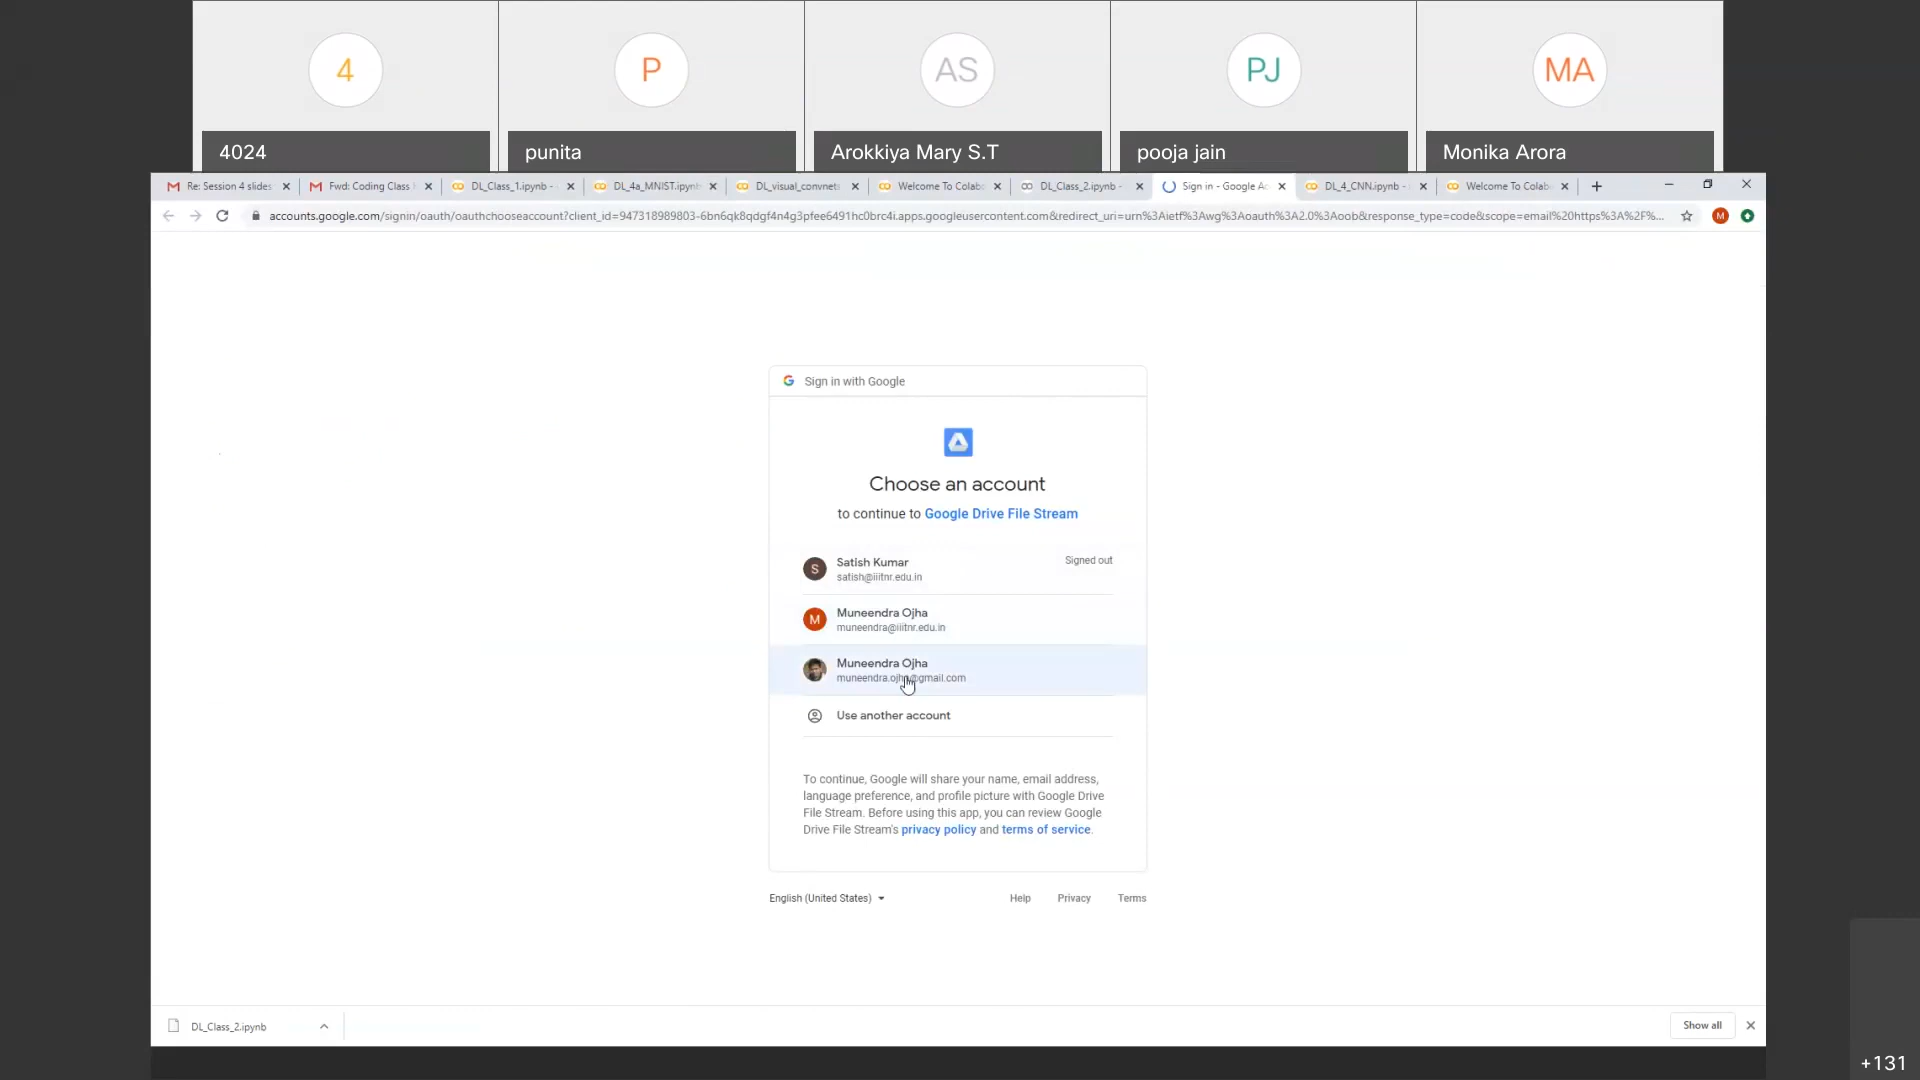 4
P
AS
PJ
MA
4024
punita
Arokkiya Mary S.T
pooja jain
Monika Arora
Re: Session 4 slides
Fwd: Coding Class
DL_Class_1.ipynb -
DL_4a_MNIST.ipynb
DL_visual_convnets
Welcome To Colab
DL_Class_2.ipynb -
Sign in - Google Ac
DL_4_CNN.ipynb -
Welcome To Colab
accounts.google.com/signin/oauth/oauthchooseaccount?client_id=947318989803-6bn6qk8qdgf4n4g3pfee6491hc0brc4i.apps.googleusercontent.com&redirect_uri=urn%3Aietf%3Awg%3Aoauth%3A2.0%3Aoob&response_type=code&scope=email%20https%3A%2F%...
M
Sign in with Google
Choose an account
to continue to Google Drive File Stream
S
Satish Kumar
Signed out
satish@iiitnr.edu.in
M
Muneendra Ojha
muneendra@iiitnr.edu.in
Muneendra Ojha
muneendra.ojha@gmail.com
Use another account
To continue, Google will share your name, email address,
language preference, and profile picture with Google Drive
File Stream. Before using this app, you can review Google
Drive File Stream's privacy policy and terms of service.
English (United States)
Help
Privacy
Terms
DL_Class_2.ipynb
Show all
+131